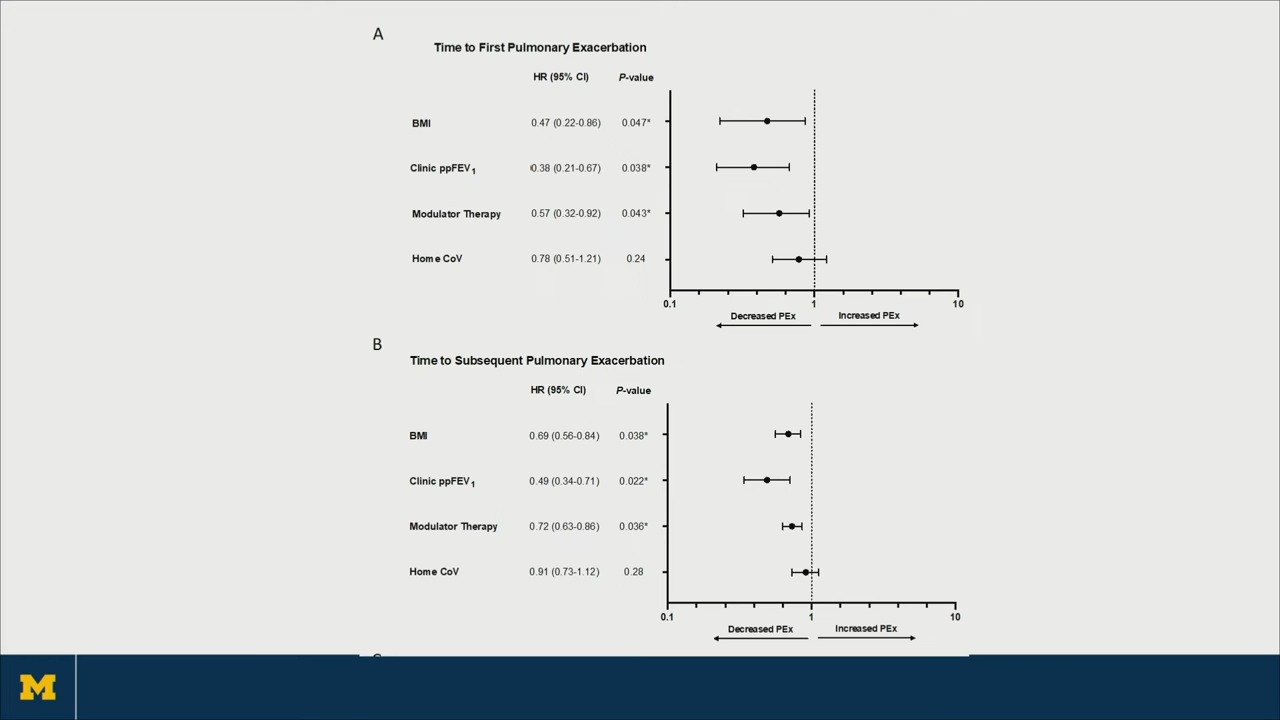 A
Time to First Pulmonary Exacerbation
HR (95% CI) P-value
BMI 0.47 (0.22-0.86) 0.047*
Clinic ppFEV1 0.38 (0.21-0.67) 0.038*
Modulator Therapy 0.57 (0.32-0.92) 0.043*
Home CoV 0.78 (0.51-1.21) 0.24
0.1 1 10
Decreased PEx Increased PEx
B
Time to Subsequent Pulmonary Exacerbation
HR (95% CI) P-value
BMI 0.69 (0.56-0.84) 0.038*
Clinic ppFEV1 0.49 (0.34-0.71) 0.022*
Modulator Therapy 0.72 (0.63-0.86) 0.036*
Home CoV 0.91 (0.73-1.12) 0.28
0.1 1 10
Decreased PEx Increased PEx
M